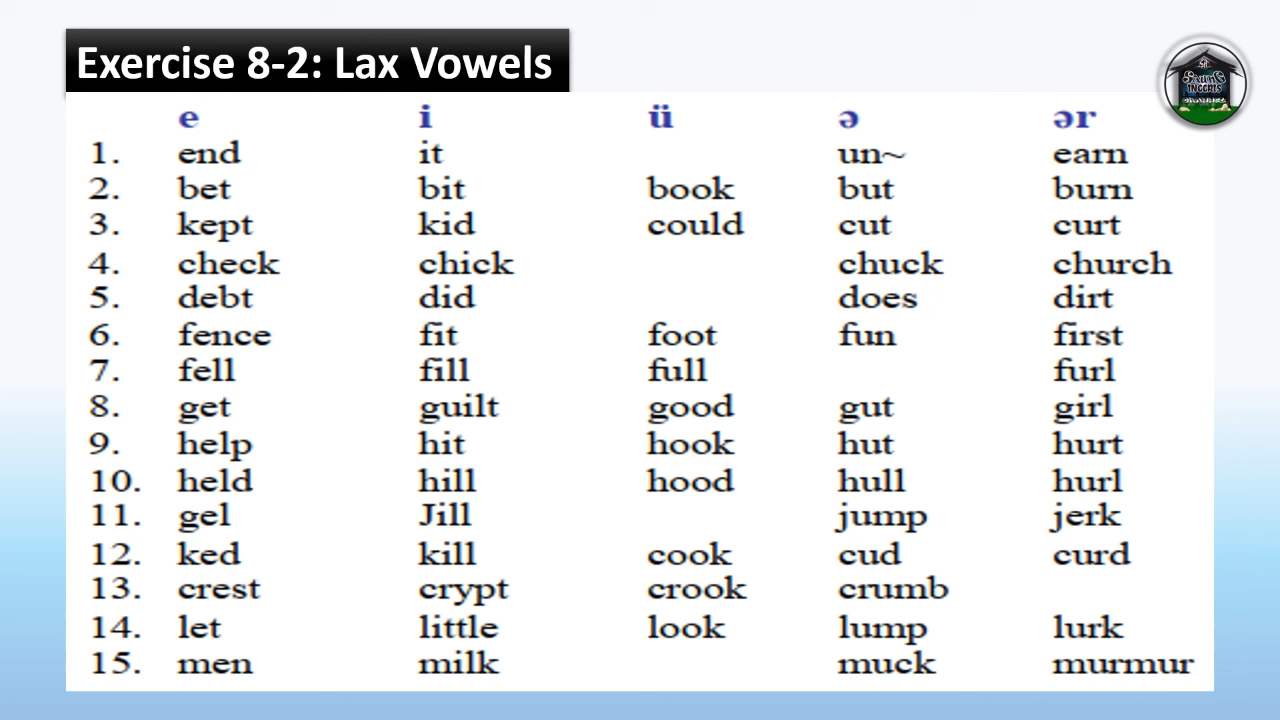 Exercise 8-2: Lax Vowels
e i ü ə ər
1. end it un~ earn
2. bet bit book but burn
3. kept kid could cut curt
4. check chick chuck church
5. debt did does dirt
6. fence fit foot fun first
7. fell fill full furl
8. get guilt good gut girl
9. help hit hook hut hurt
10. held hill hood hull hurl
11. gel Jill jump jerk
12. ked kill cook cud curd
13. crest crypt crook crumb
14. let little look lump lurk
15. men milk muck murmur
INGGRIS